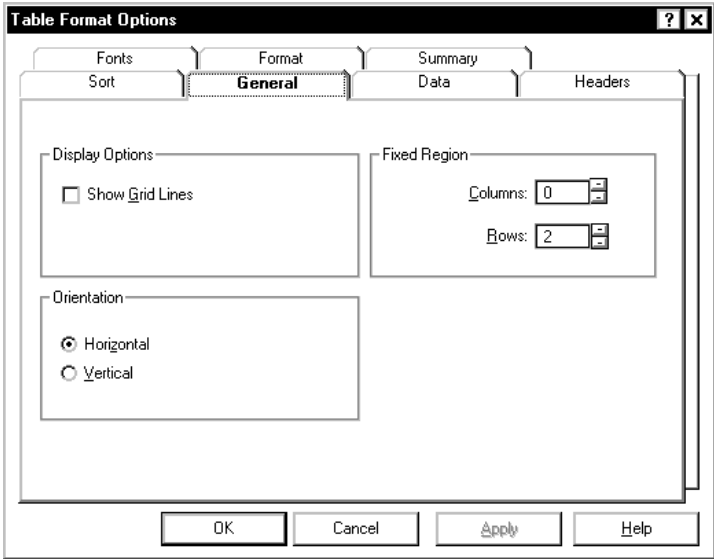 Table Format Options
Fonts Format Summary
Sort General Data Headers
Display Options
Show Grid Lines
Fixed Region
Columns: 0
Rows: 2
Orientation
Horizontal
Vertical
OK Cancel Apply Help